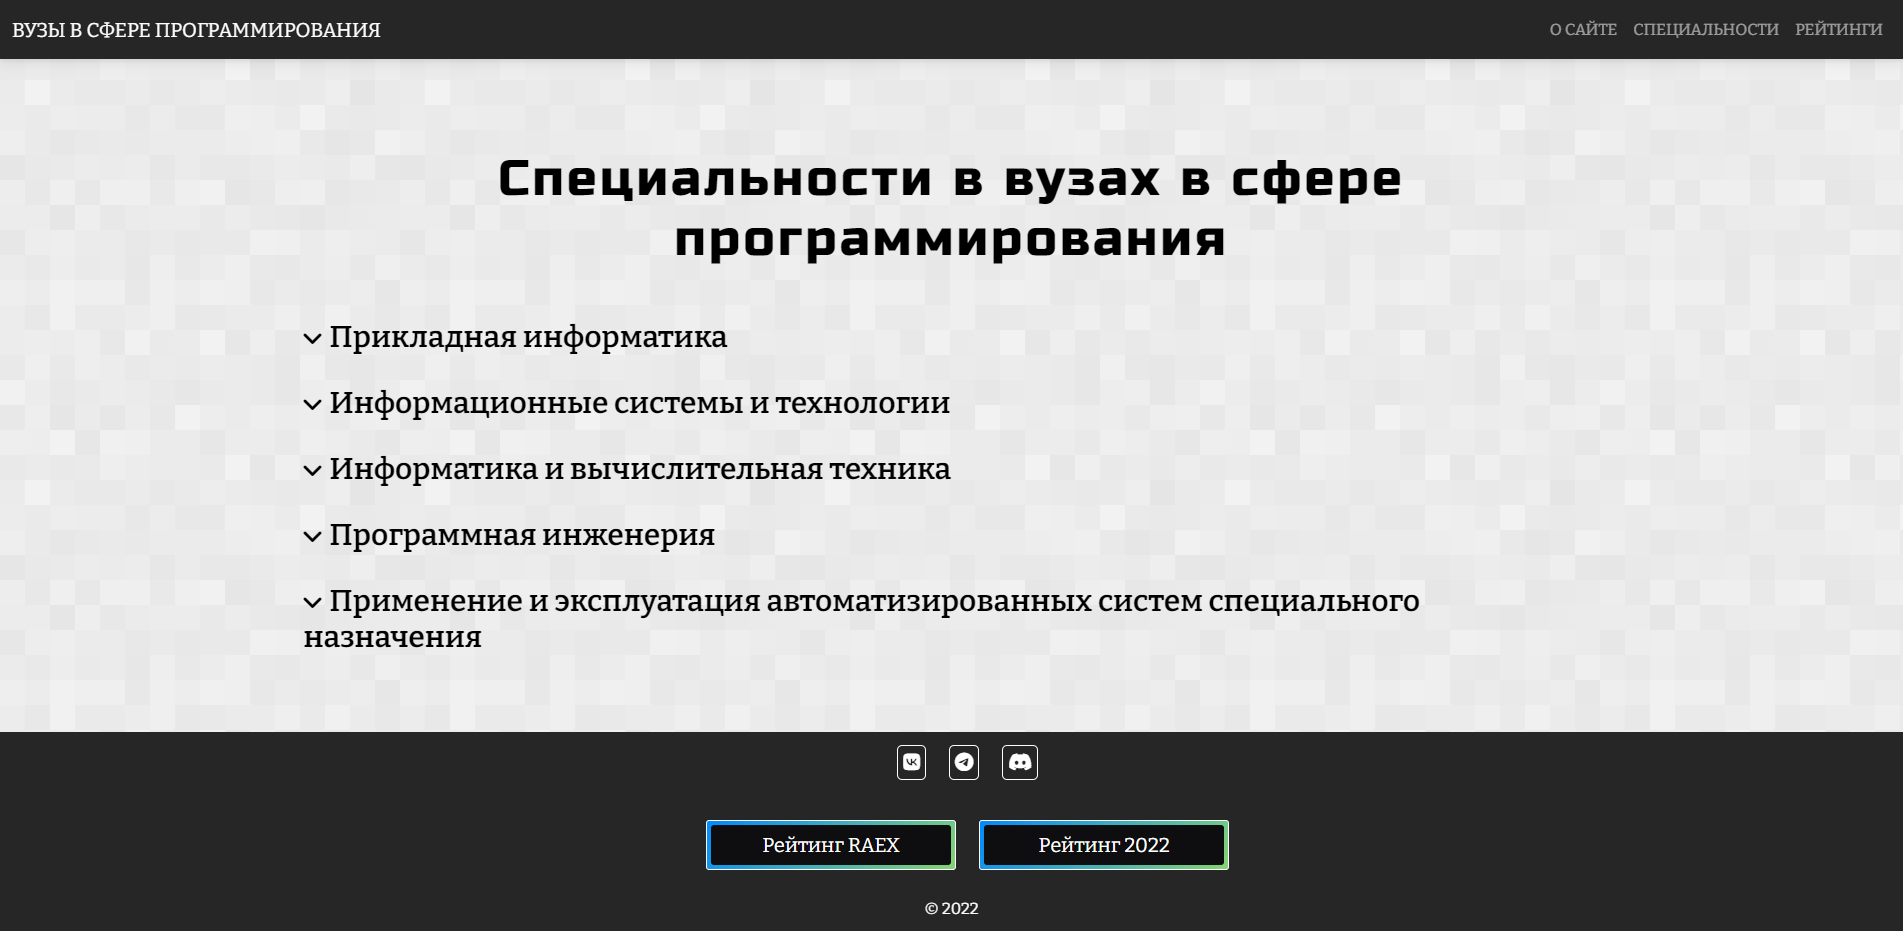 ВУЗЫ В СФЕРЕ ПРОГРАММИРОВАНИЯ
О САЙТЕ СПЕЦИАЛЬНОСТИ РЕЙТИНГИ
Специальности в вузах в сфере
программирования
Прикладная информатика
Информационные системы и технологии
Информатика и вычислительная техника
Программная инженерия
Применение и эксплуатация автоматизированных систем специального
назначения
Рейтинг RAEX Рейтинг 2022
© 2022